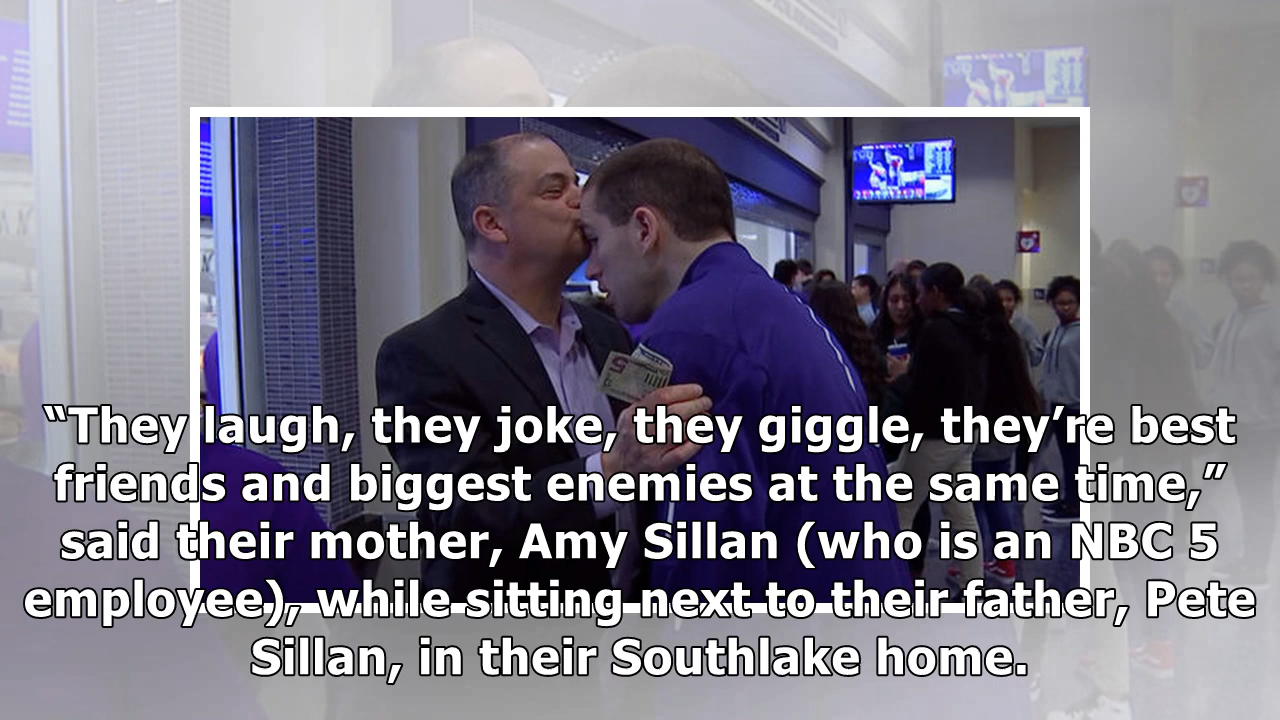 “They laugh, they joke, they giggle, they’re best
friends and biggest enemies at the same time,”
said their mother, Amy Sillan (who is an NBC 5
employee), while sitting next to their father, Pete
Sillan, in their Southlake home.